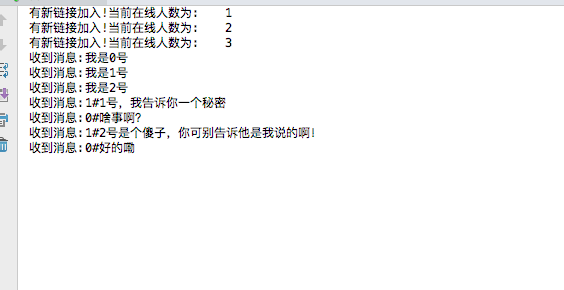 有新链接加入!当前在线人数为:   1
有新链接加入!当前在线人数为:   2
有新链接加入!当前在线人数为:   3
收到消息:我是0号
收到消息:我是1号
收到消息:我是2号
收到消息:1#1号, 我告诉你一个秘密
收到消息:0#啥事啊?
收到消息:1#2号是个傻子, 你可别告诉他是我说的啊!
收到消息:0#好的嘞